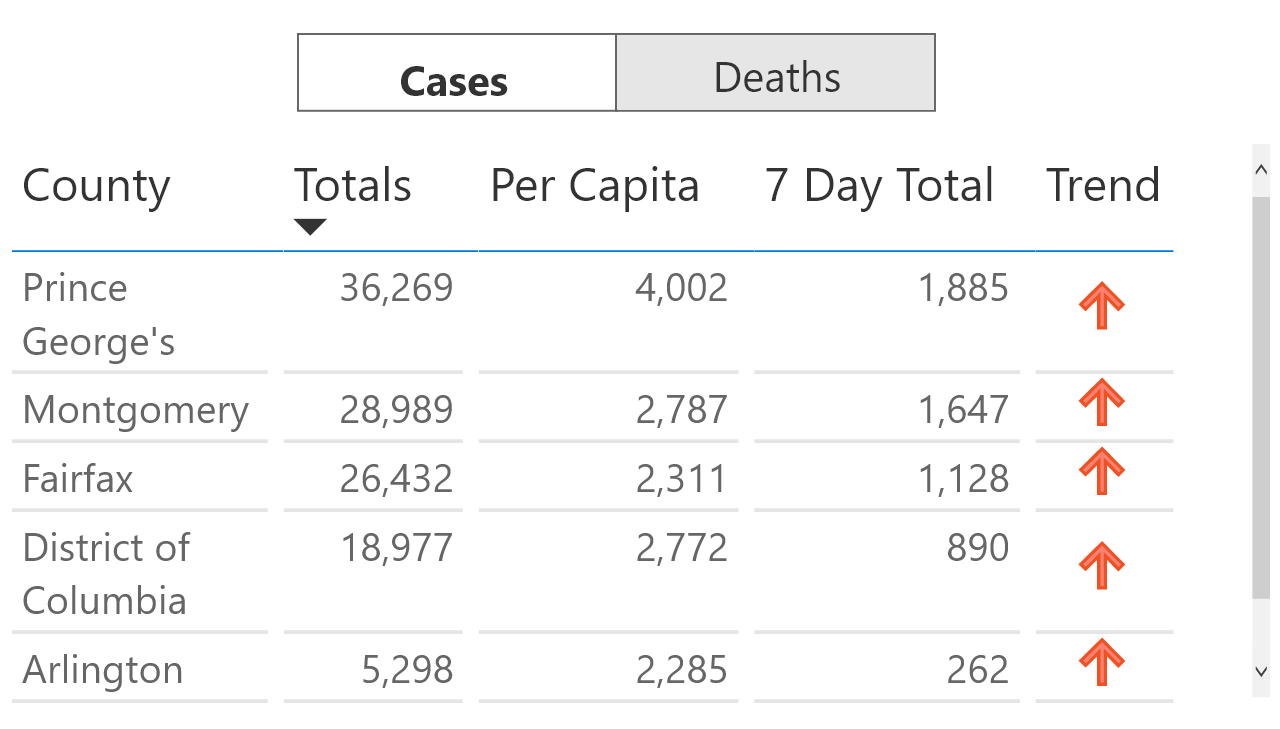 Cases Deaths
County Totals Per Capita 7 Day Total Trend
Prince 36,269 4,002 1,885
George's
Montgomery 28,989 2,787 1,647
Fairfax 26,432 2,311 1,128
District of 18,977 2,772 890
Columbia
Arlington 5,298 2,285 262